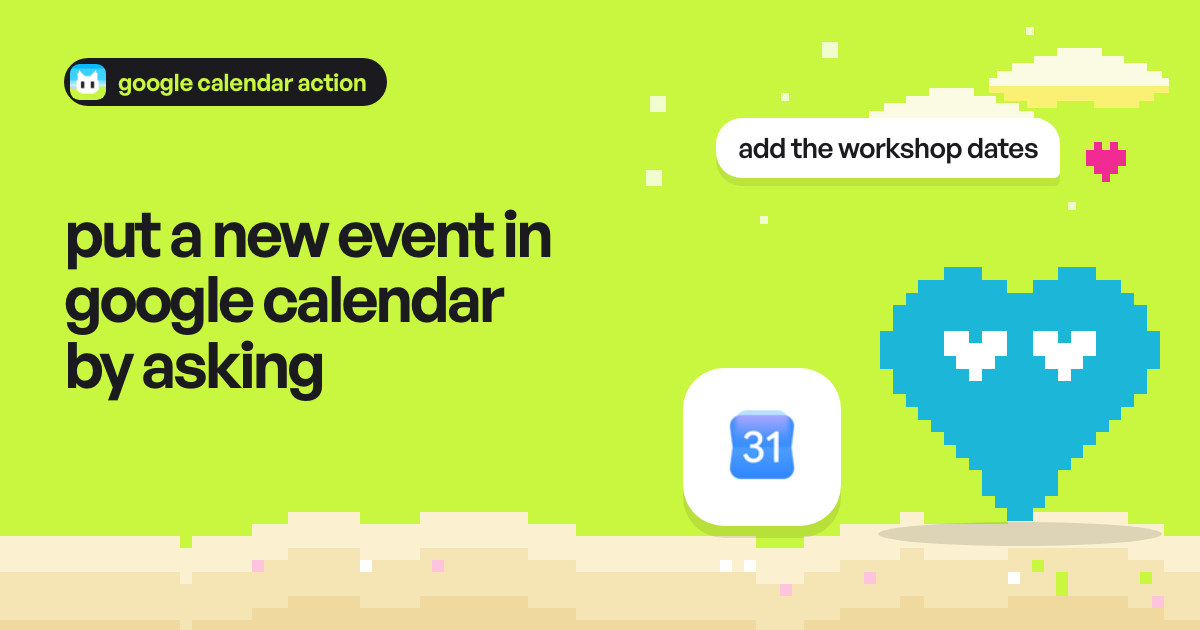 google calendar action
add the workshop dates
put a new event in
google calendar
by asking
31